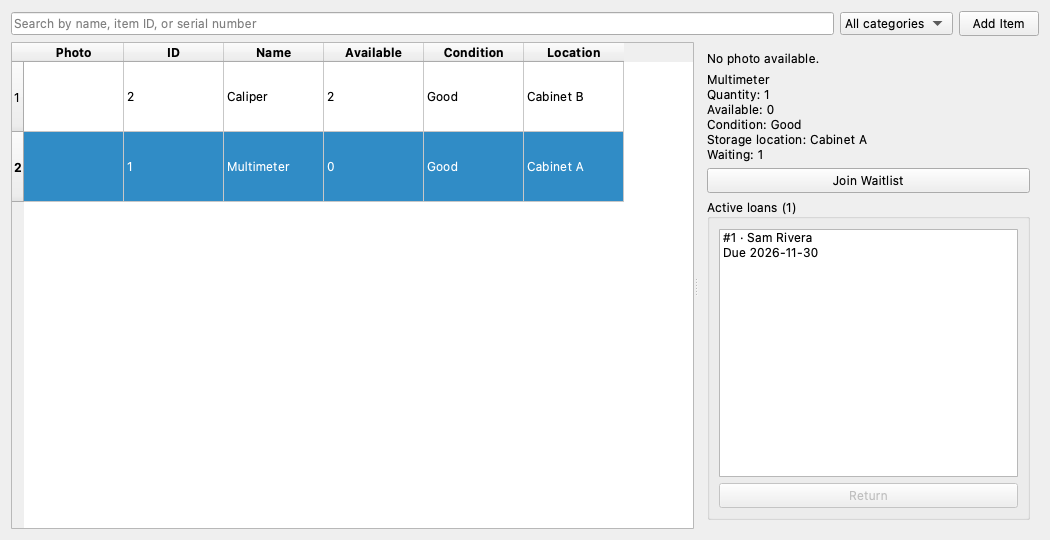 Search by name, item ID, or serial number
All categories
Add Item
Photo ID Name Available Condition Location
1 2 Caliper 2 Good Cabinet B
2 1 Multimeter 0 Good Cabinet A
No photo available.
Multimeter
Quantity: 1
Available: 0
Condition: Good
Storage location: Cabinet A
Waiting: 1
Join Waitlist
Active loans (1)
#1 · Sam Rivera
Due 2026-11-30
Return